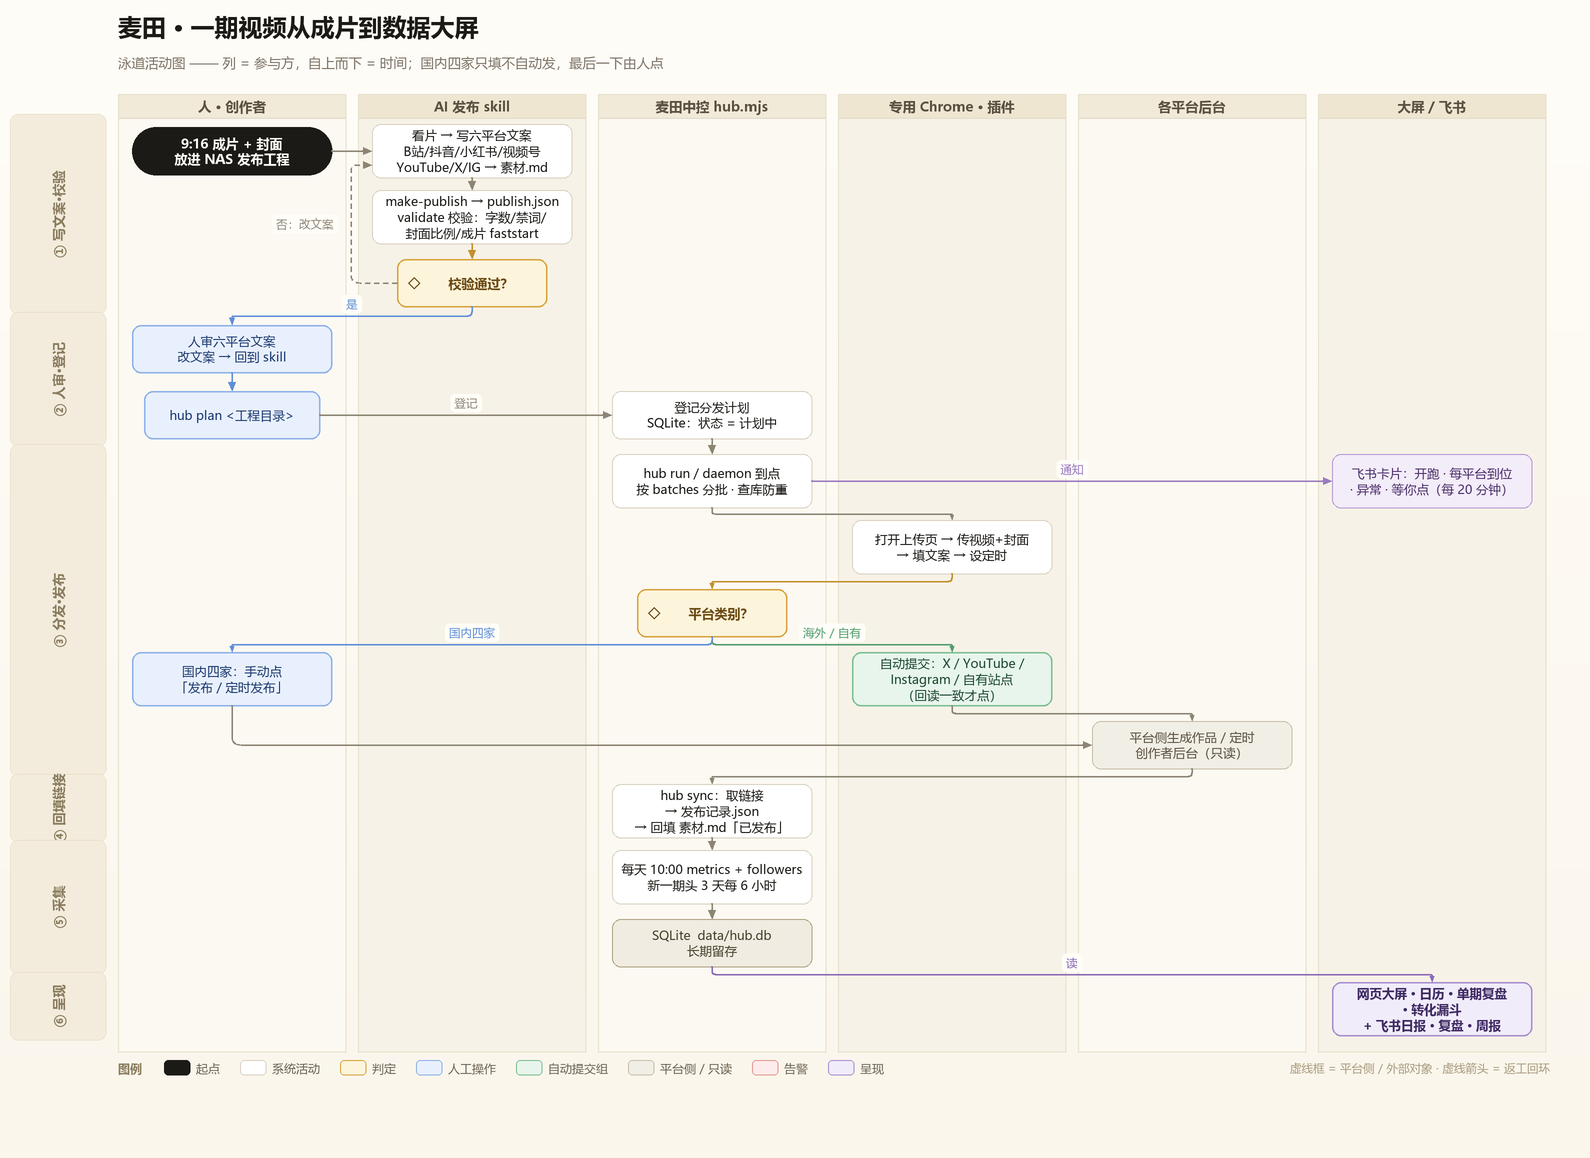 麦田 · 一期视频从成片到数据大屏
泳道活动图 —— 列 = 参与方，自上而下 = 时间；国内四家只填不自动发，最后一下由人点
人 · 创作者
AI 发布 skill
麦田中控 hub.mjs
专用 Chrome · 插件
各平台后台
大屏 / 飞书
① 写文案·校验
9:16 成片 + 封面
放进 NAS 发布工程
看片 → 写六平台文案
B站/抖音/小红书/视频号
YouTube/X/IG → 素材.md
make-publish → publish.json
validate 校验：字数/禁词/
封面比例/成片 faststart
否：改文案
◇ 校验通过？
是
② 人审·登记
人审六平台文案
改文案 → 回到 skill
hub plan <工程目录>
登记
登记分发计划
SQLite：状态 = 计划中
③ 分发·发布
hub run / daemon 到点
按 batches 分批 · 查库防重
通知
飞书卡片：开跑 · 每平台到位
· 异常 · 等你点（每 20 分钟）
打开上传页 → 传视频+封面
→ 填文案 → 设定时
◇ 平台类别？
国内四家
海外 / 自有
国内四家：手动点
「发布 / 定时发布」
自动提交：X / YouTube /
Instagram / 自有站点
（回读一致才点）
平台侧生成作品 / 定时
创作者后台（只读）
④ 回填链接
hub sync：取链接
→ 发布记录.json
→ 回填 素材.md「已发布」
⑤ 采集
每天 10:00 metrics + followers
新一期头 3 天每 6 小时
SQLite data/hub.db
长期留存
读
⑥ 呈现
网页大屏 · 日历 · 单期复盘
· 转化漏斗
+ 飞书日报 · 复盘 · 周报
图例
起点
系统活动
判定
人工操作
自动提交组
平台侧 / 只读
告警
呈现
虚线框 = 平台侧 / 外部对象 · 虚线箭头 = 返工回环